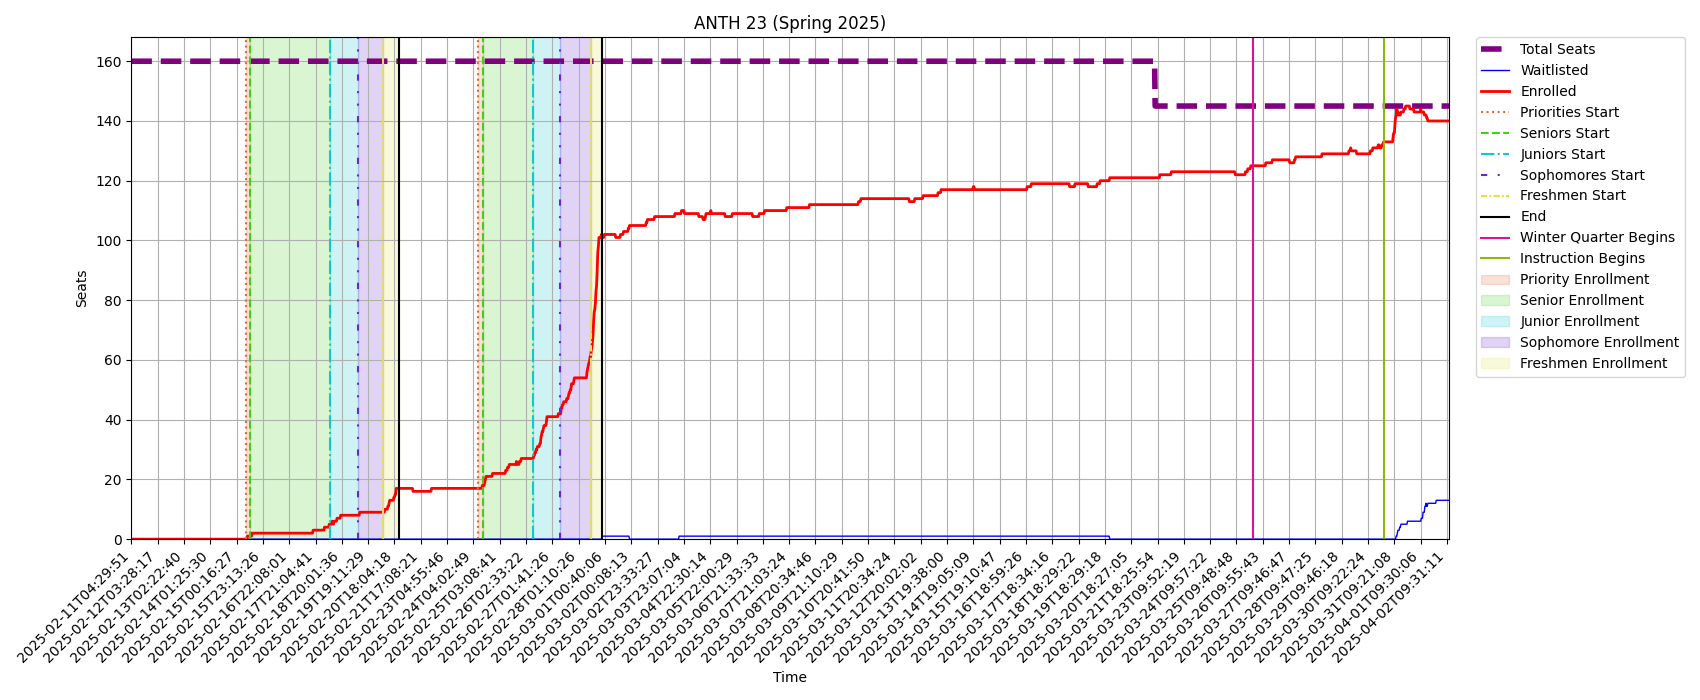 ANTH 23 (Spring 2025)
Seats
160
140
120
100
80
60
40
20
0
2025-02-11T04:29:51
2025-02-12T03:28:17
2025-02-13T02:22:40
2025-02-14T01:25:30
2025-02-15T00:16:27
2025-02-15T23:13:26
2025-02-16T22:08:01
2025-02-17T21:04:41
2025-02-18T20:01:36
2025-02-19T19:11:29
2025-02-20T18:04:18
2025-02-21T17:08:21
2025-02-23T04:55:46
2025-02-24T04:02:49
2025-02-25T03:08:41
2025-02-26T02:33:22
2025-02-27T01:41:26
2025-02-28T01:10:26
2025-03-01T00:40:06
2025-03-02T00:08:13
2025-03-02T23:33:27
2025-03-03T23:07:04
2025-03-04T22:30:14
2025-03-05T22:00:29
2025-03-06T21:33:33
2025-03-07T21:03:24
2025-03-08T20:34:46
2025-03-09T21:10:29
2025-03-10T20:41:50
2025-03-11T20:34:24
2025-03-12T20:02:02
2025-03-13T19:38:00
2025-03-14T19:05:09
2025-03-15T19:10:47
2025-03-16T18:59:26
2025-03-17T18:34:16
2025-03-18T18:29:22
2025-03-19T18:29:18
2025-03-20T18:27:05
2025-03-21T18:25:54
2025-03-23T09:52:19
2025-03-24T09:57:22
2025-03-25T09:48:48
2025-03-26T09:55:43
2025-03-27T09:46:47
2025-03-28T09:47:25
2025-03-29T09:46:18
2025-03-30T09:22:24
2025-03-31T09:21:08
2025-04-01T09:30:06
2025-04-02T09:31:11
Time
Total Seats
Waitlisted
Enrolled
Priorities Start
Seniors Start
Juniors Start
Sophomores Start
Freshmen Start
End
Winter Quarter Begins
Instruction Begins
Priority Enrollment
Senior Enrollment
Junior Enrollment
Sophomore Enrollment
Freshmen Enrollment